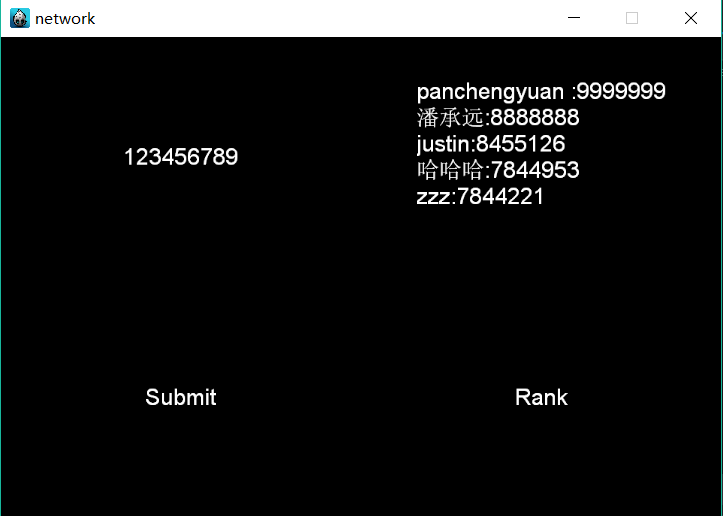 network
123456789
panchengyuan :9999999
潘承远:8888888
justin:8455126
哈哈哈:7844953
zzz:7844221
Submit
Rank